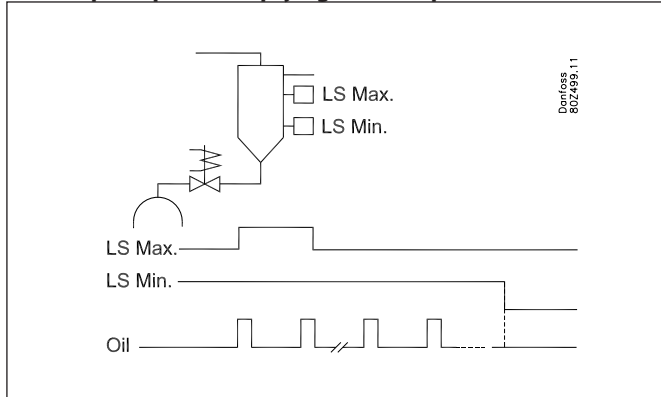 LS Max.
LS Min.
Danfoss
80Z499.11
LS Max.
LS Min.
Oil